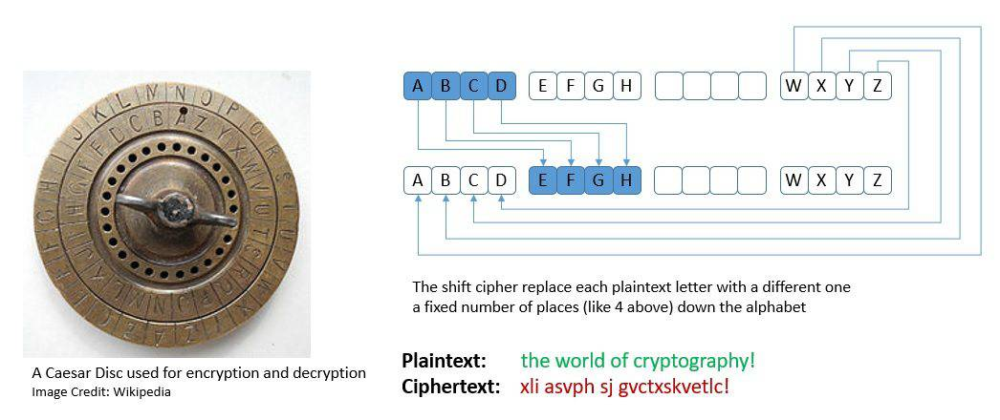 A B C D E F G H W X Y Z
A B C D E F G H W X Y Z
The shift cipher replace each plaintext letter with a different one
a fixed number of places (like 4 above) down the alphabet
A Caesar Disc used for encryption and decryption
Image Credit: Wikipedia
Plaintext: the world of cryptography!
Ciphertext: xli asvph sj gvctxskvetlc!